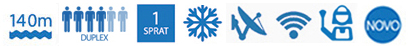 140m
DUPLEX
1
SPRAT
NOVO